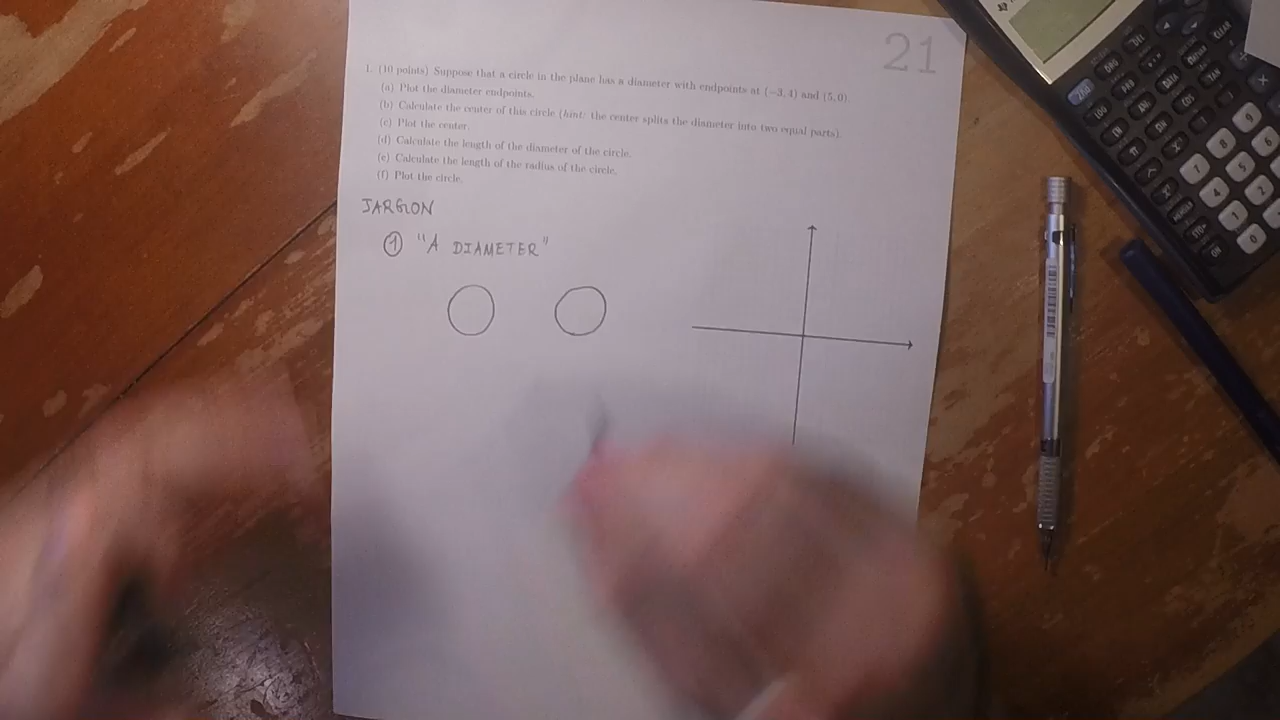 21
1. (10 points) Suppose that a circle in the plane has a diameter with endpoints at (−3, 4) and (5, 0).
(a) Plot the diameter endpoints.
(b) Calculate the center of this circle (hint: the center splits the diameter into two equal parts).
(c) Plot the center.
(d) Calculate the length of the diameter of the circle.
(e) Calculate the length of the radius of the circle.
(f) Plot the circle.
JARGON
① "A DIAMETER"